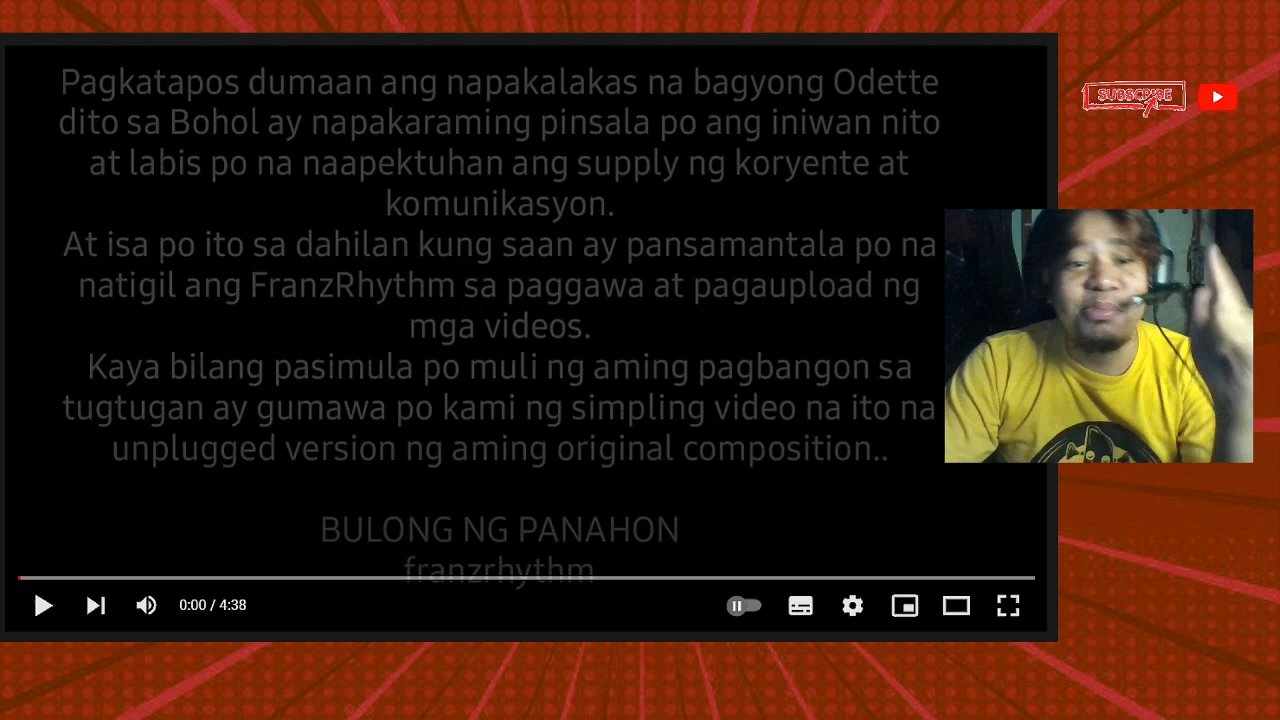 Pagkatapos dumaan ang napakalakas na bagyong Odette
dito sa Bohol ay napakaraming pinsala po ang iniwan nito
at labis po na naapektuhan ang supply ng koryente at
komunikasyon.
At isa po ito sa dahilan kung saan ay pansamantala po na
natigil ang FranzRhythm sa paggawa at pagaupload ng
mga videos.
Kaya bilang pasimula po muli ng aming pagbangon sa
tugtugan ay gumawa po kami ng simpling video na ito na
unplugged version ng aming original composition..
BULONG NG PANAHON
franzrhythm
0:00 / 4:38
SUBSCRIBE